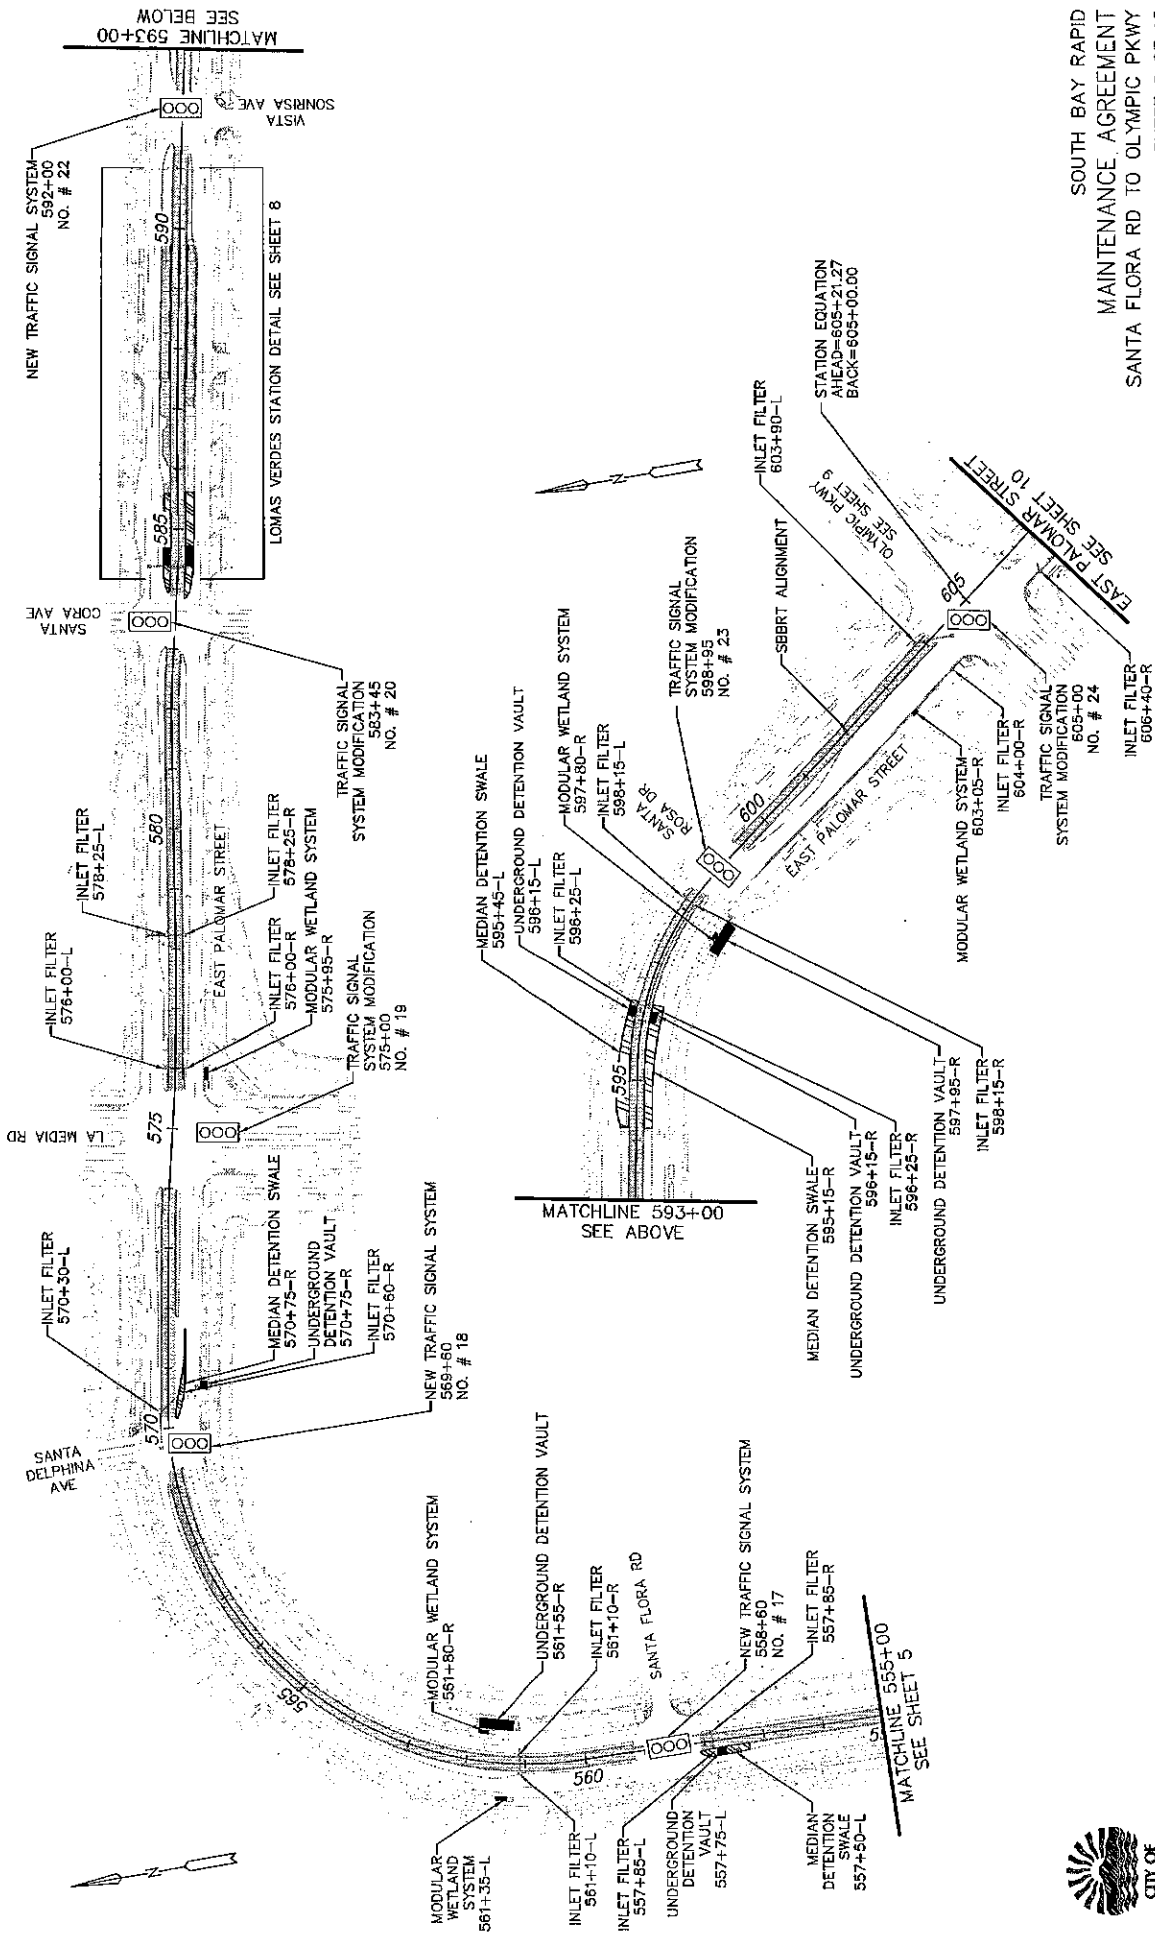 MATCHLINE 593+00
SEE BELOW
NEW TRAFFIC SIGNAL SYSTEM
592+00
NO. # 22
VISTA
SONRISA AVE
590
LOMAS VERDES STATION DETAIL SEE SHEET 8
585
SANTA
CORA AVE
TRAFFIC SIGNAL
SYSTEM MODIFICATION
583+45
NO. # 20
580
INLET FILTER
578+25-L
INLET FILTER
578+25-R
EAST PALOMAR STREET
INLET FILTER
576+00-L
INLET FILTER
576+00-R
MODULAR WETLAND SYSTEM
575+95-R
TRAFFIC SIGNAL
SYSTEM MODIFICATION
575+00
NO. # 19
LA MEDIA RD
575
INLET FILTER
570+30-L
MEDIAN DETENTION SWALE
570+75-R
UNDERGROUND
DETENTION VAULT
570+75-R
INLET FILTER
570+60-R
NEW TRAFFIC SIGNAL SYSTEM
569+60
NO. # 18
570
SANTA
DELPHINA
AVE
565
MODULAR WETLAND SYSTEM
561+80-R
UNDERGROUND DETENTION VAULT
561+55-R
INLET FILTER
561+10-R
SANTA FLORA RD
NEW TRAFFIC SIGNAL SYSTEM
558+60
NO. # 17
INLET FILTER
557+85-R
MATCHLINE 555+00
SEE SHEET 5
560
MODULAR
WETLAND
SYSTEM
561+35-L
INLET FILTER
561+10-L
INLET FILTER
557+85-L
UNDERGROUND
DETENTION
VAULT
557+75-L
MEDIAN
DETENTION
SWALE
557+50-L
N
MATCHLINE 593+00
SEE ABOVE
595
MEDIAN DETENTION SWALE
595+45-L
UNDERGROUND DETENTION VAULT
596+15-L
INLET FILTER
596+25-L
MODULAR WETLAND SYSTEM
597+80-R
INLET FILTER
598+15-L
SANTA
ROSA DR
TRAFFIC SIGNAL
SYSTEM MODIFICATION
598+95
NO. # 23
600
SBBRT ALIGNMENT
OLYMPIC PKWY
SEE SHEET 9
INLET FILTER
603+90-L
STATION EQUATION
AHEAD=605+21.27
BACK=605+00.00
605
EAST PALOMAR STREET
SEE SHEET 10
EAST PALOMAR STREET
MEDIAN DETENTION SWALE
595+15-R
UNDERGROUND DETENTION VAULT
596+15-R
INLET FILTER
596+25-R
UNDERGROUND DETENTION VAULT
597+95-R
INLET FILTER
598+15-R
MODULAR WETLAND SYSTEM
603+05-R
INLET FILTER
604+00-R
TRAFFIC SIGNAL
SYSTEM MODIFICATION
605+00
NO. # 24
INLET FILTER
606+40-R
N
SOUTH BAY RAPID
MAINTENANCE AGREEMENT
SANTA FLORA RD TO OLYMPIC PKWY
CITY OF